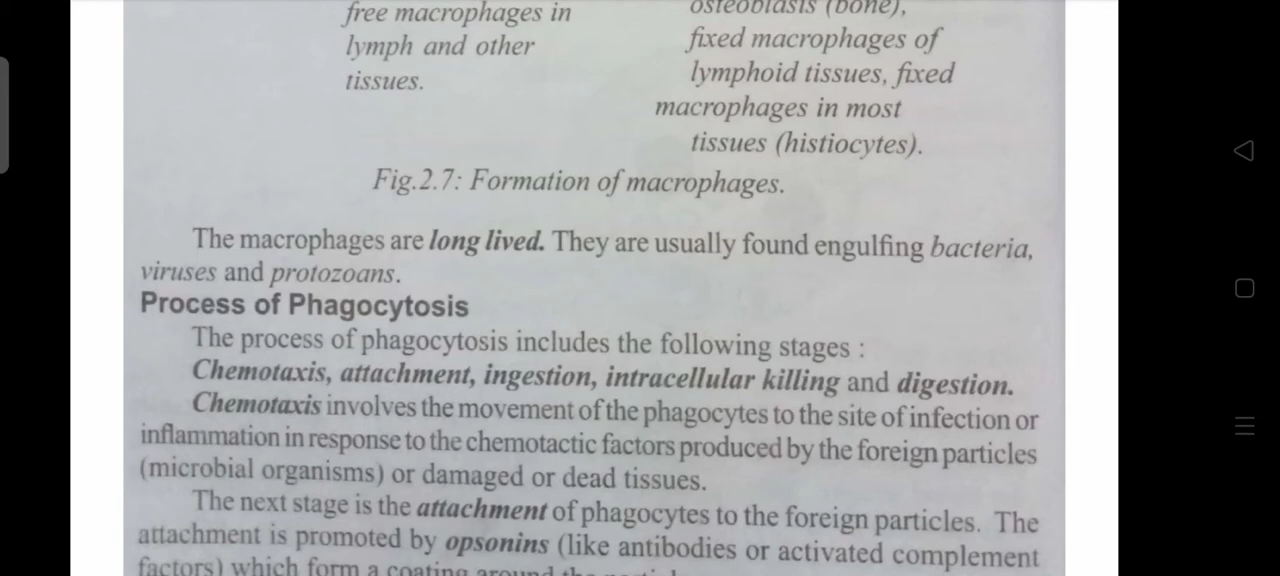 free macrophages in
lymph and other
tissues.
osteoblasts (bone),
fixed macrophages of
lymphoid tissues, fixed
macrophages in most
tissues (histiocytes).
Fig.2.7: Formation of macrophages.
The macrophages are long lived. They are usually found engulfing bacteria,
viruses and protozoans.
Process of Phagocytosis
The process of phagocytosis includes the following stages :
Chemotaxis, attachment, ingestion, intracellular killing and digestion.
Chemotaxis involves the movement of the phagocytes to the site of infection or
inflammation in response to the chemotactic factors produced by the foreign particles
(microbial organisms) or damaged or dead tissues.
The next stage is the attachment of phagocytes to the foreign particles. The
attachment is promoted by opsonins (like antibodies or activated complement
factors) which form a coating around the